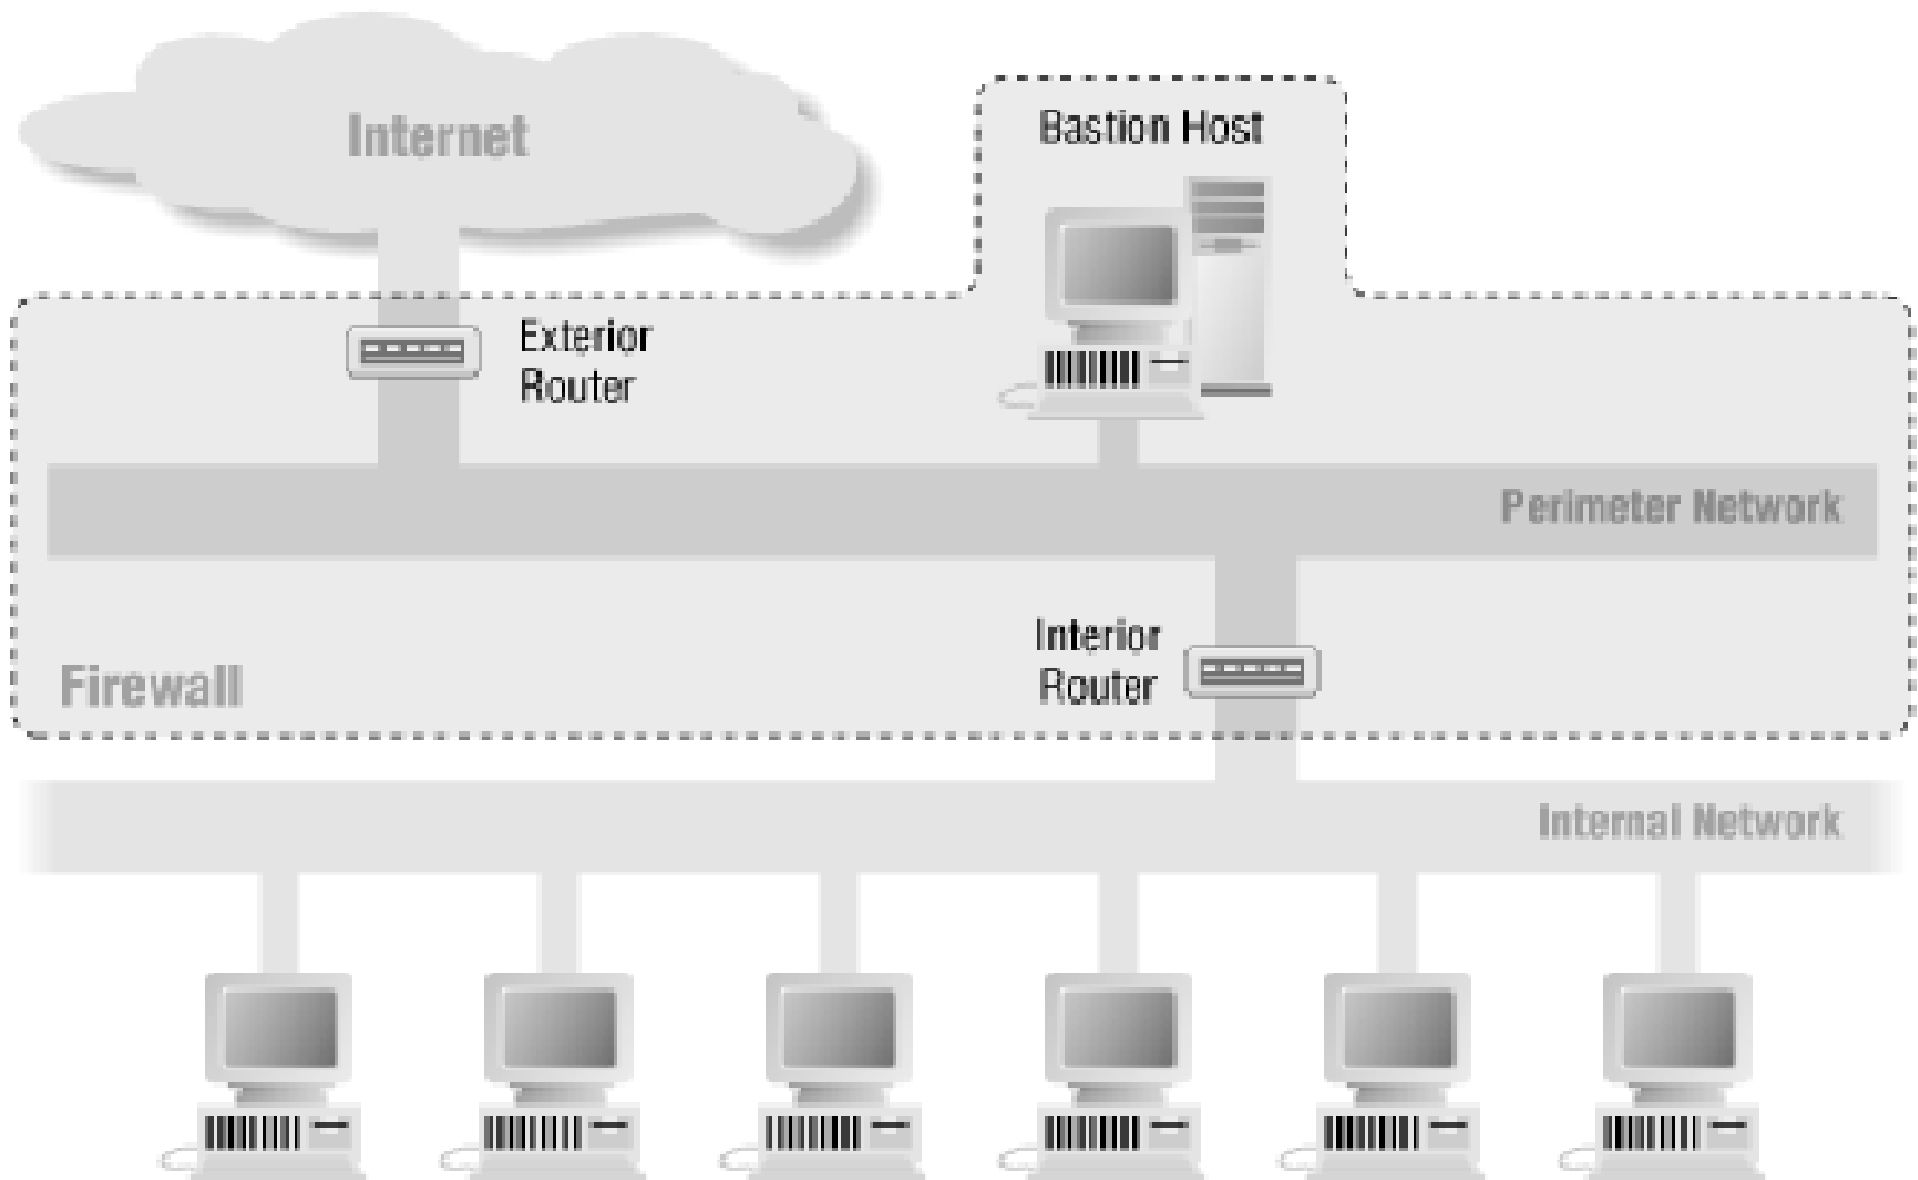 Internet
Bastion Host
Exterior
Router
Perimeter Network
Interior
Router
Firewall
Internal Network